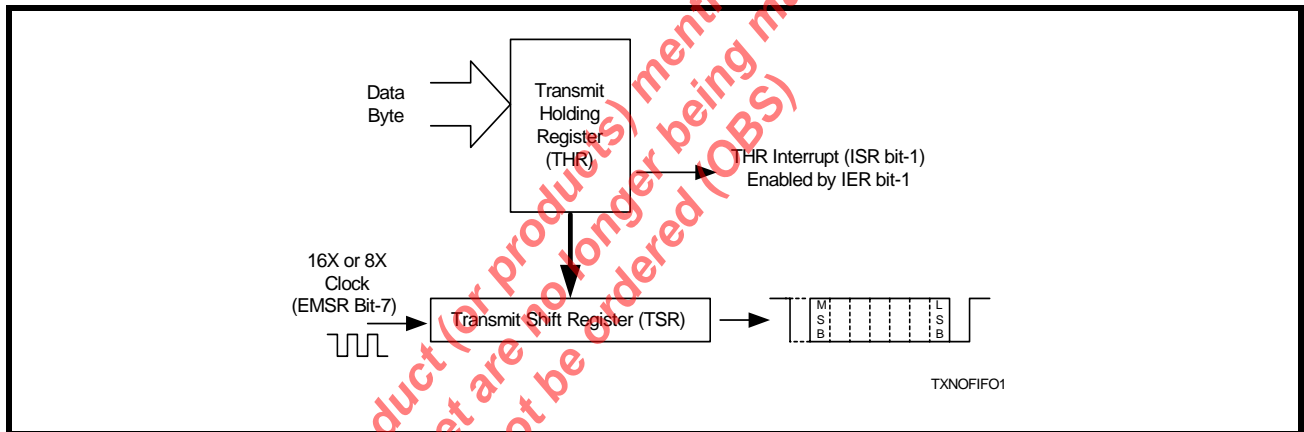 Data
Byte
Transmit
Holding
Register
(THR)
THR Interrupt (ISR bit-1)
Enabled by IER bit-1
16X or 8X
Clock
(EMSR Bit-7)
Transmit Shift Register (TSR)
M
S
B
L
S
B
TXNOFIFO1
duct (or products) menti
et are no longer being
ot be ordered (OBS)